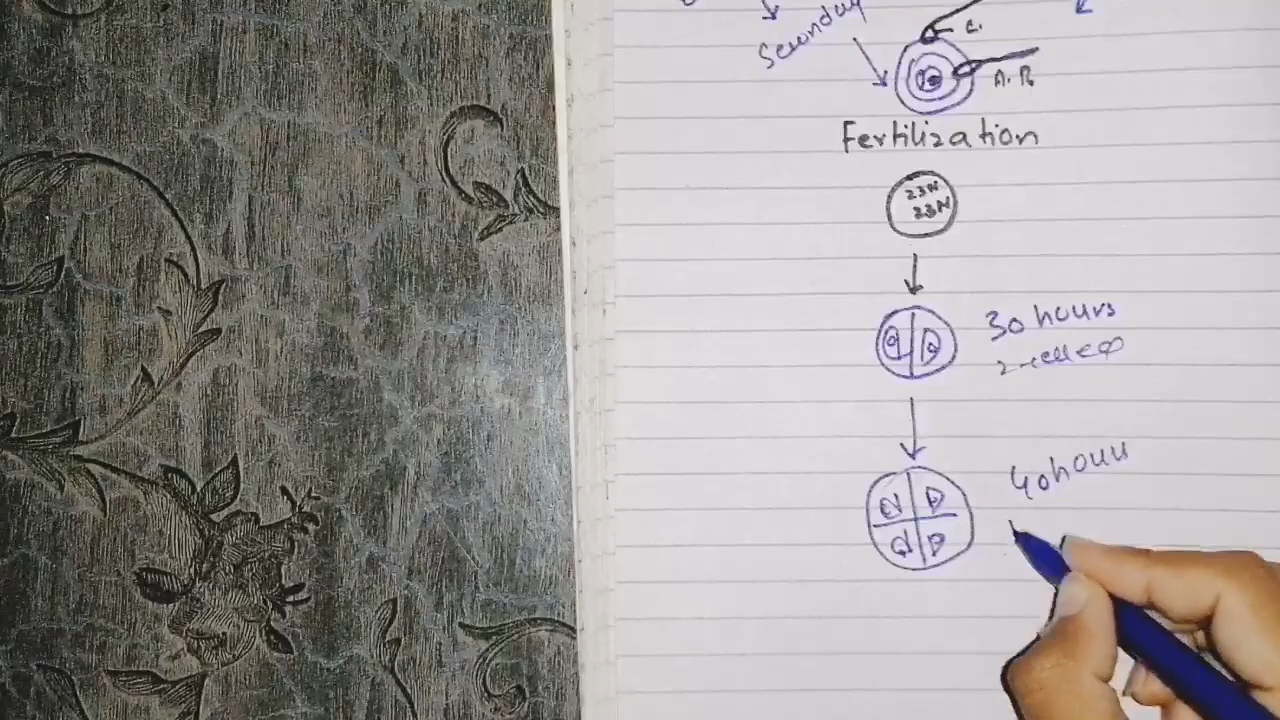 Secondary
C.
A. R
Fertilization
23N
23N
30 hours
2-cell
40 hour